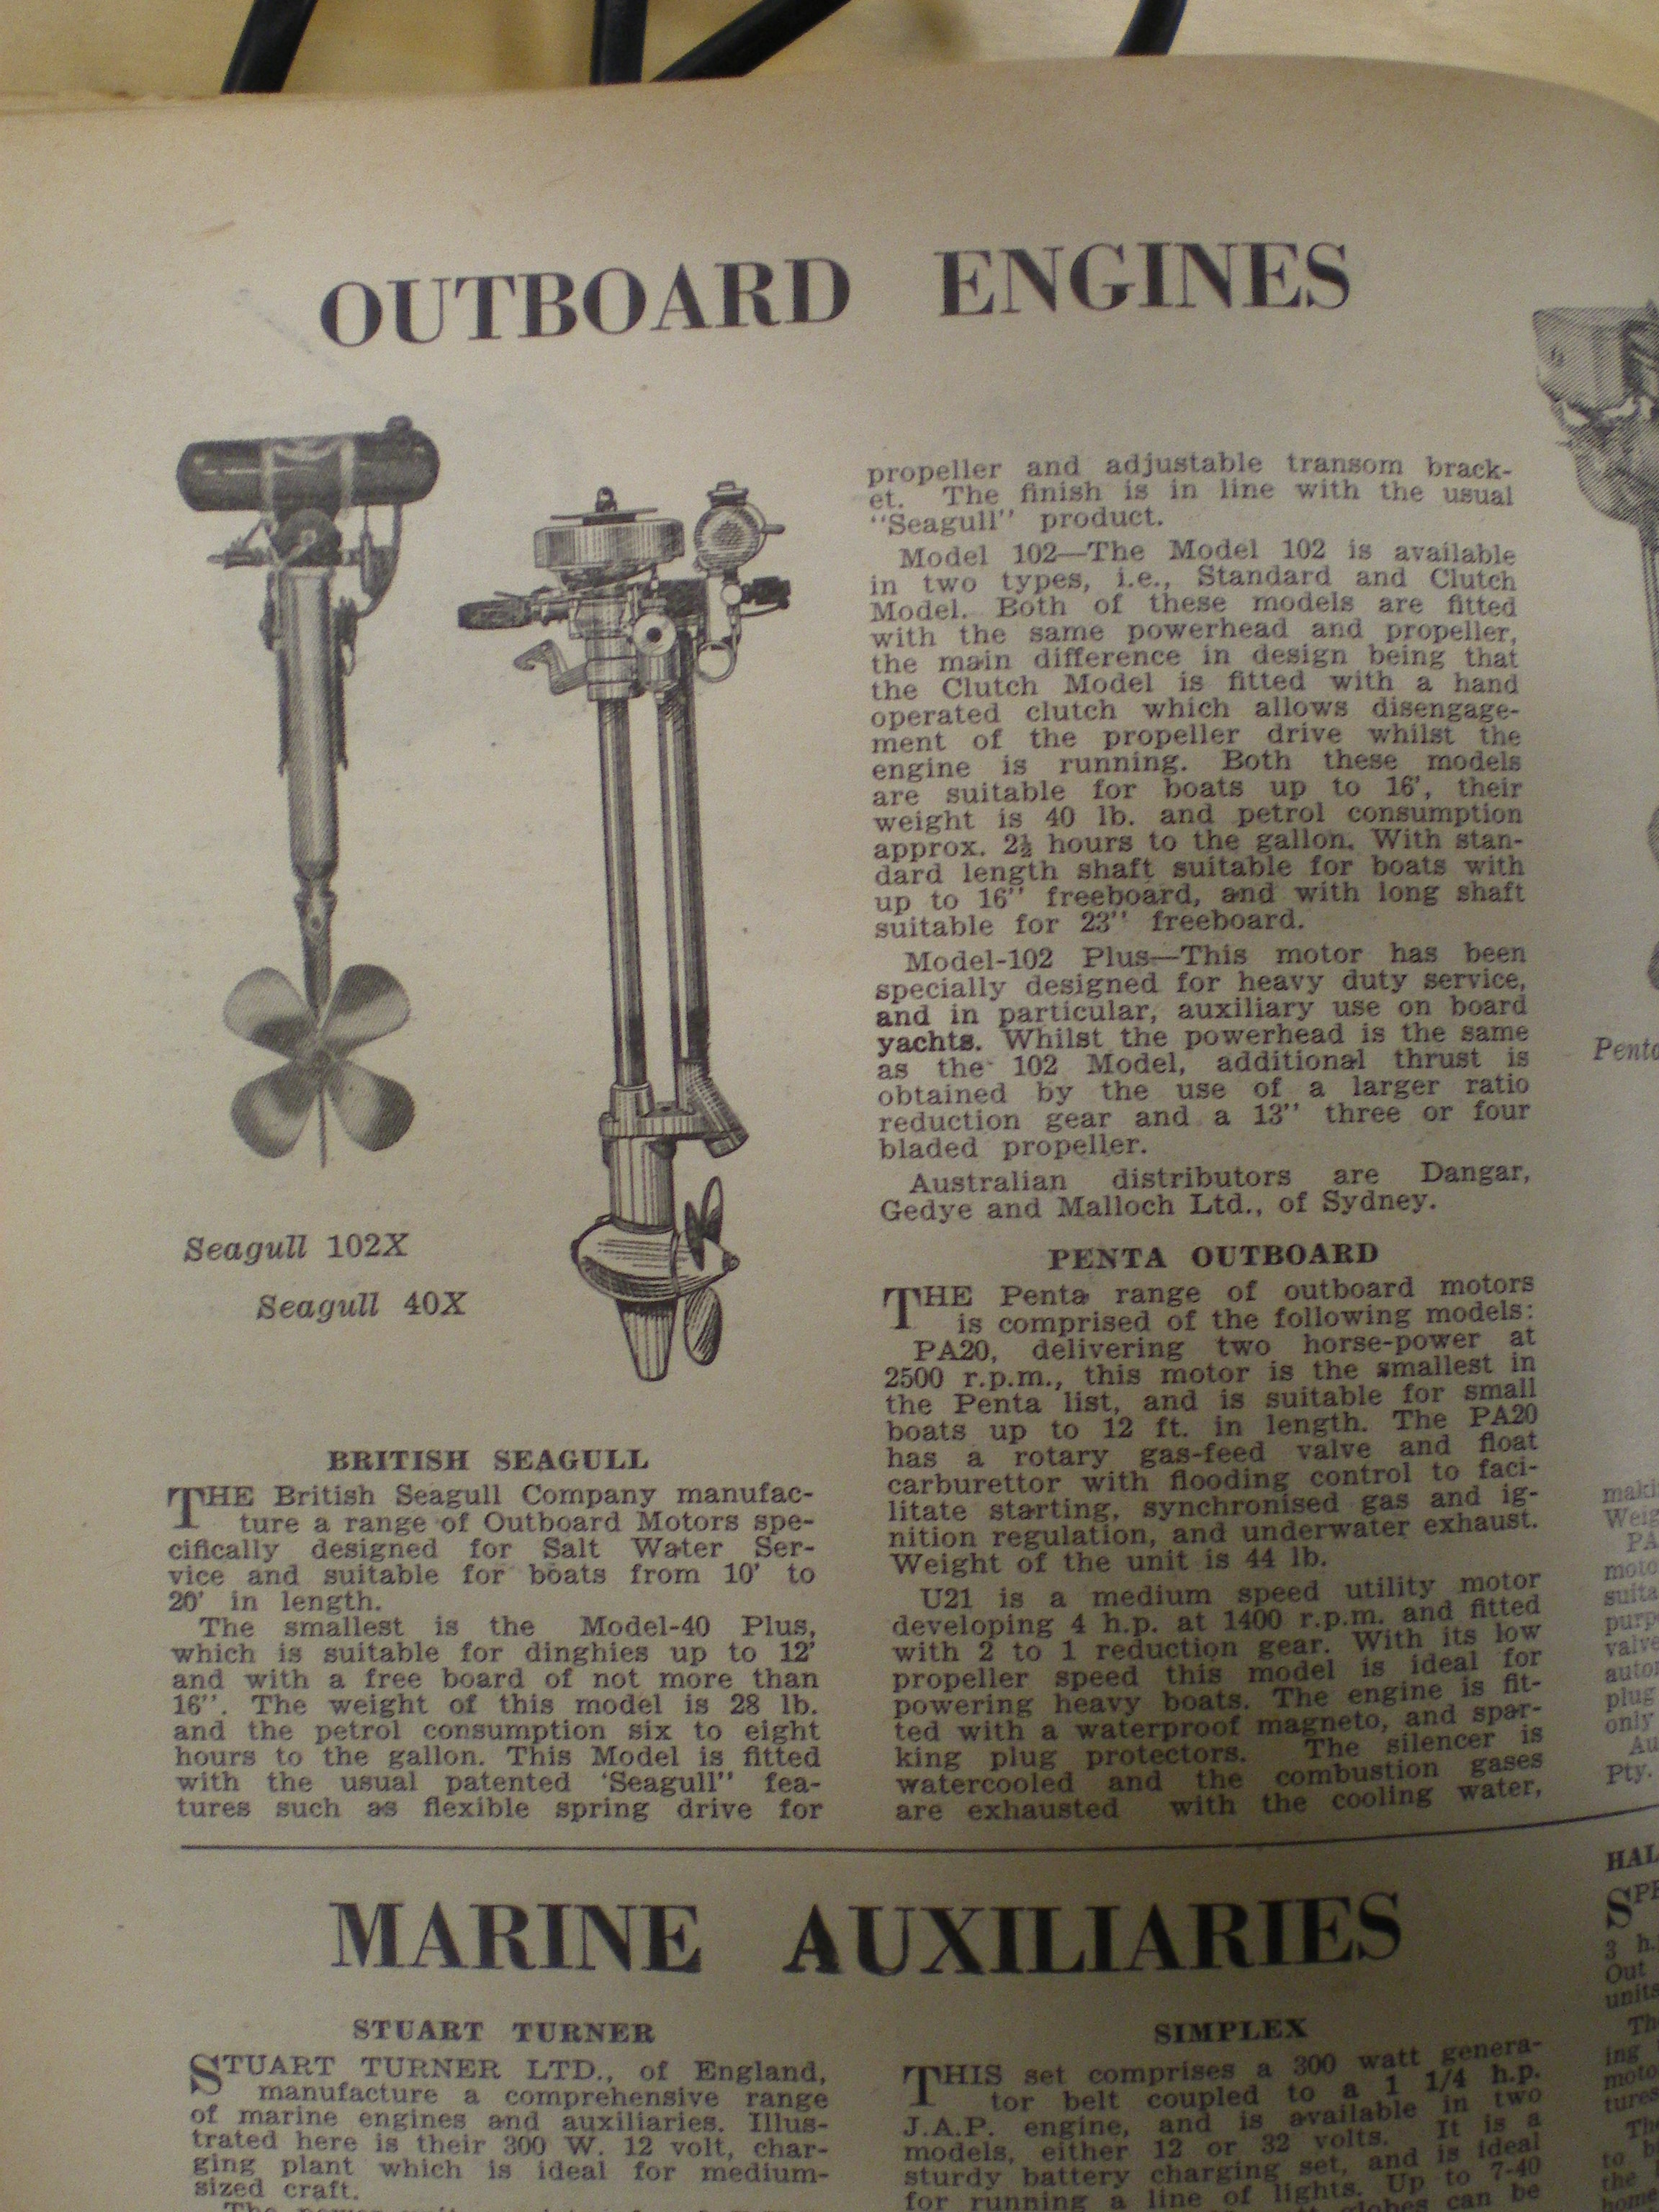 OUTBOARD ENGINES
Seagull 102X
Seagull 40X
BRITISH SEAGULL
THE British Seagull Company manufac-
ture a range of Outboard Motors spe-
cifically designed for Salt Water Ser-
vice and suitable for boats from 10' to
20' in length.
The smallest is the Model-40 Plus,
which is suitable for dinghies up to 12'
and with a free board of not more than
16''. The weight of this model is 28 lb.
and the petrol consumption six to eight
hours to the gallon. This Model is fitted
with the usual patented 'Seagull'' fea-
tures such as flexible spring drive for
propeller and adjustable transom brack-
et. The finish is in line with the usual
"Seagull" product.
Model 102—The Model 102 is available
in two types, i.e., Standard and Clutch
Model. Both of these models are fitted
with the same powerhead and propeller,
the main difference in design being that
the Clutch Model is fitted with a hand
operated clutch which allows disengage-
ment of the propeller drive whilst the
engine is running. Both these models
are suitable for boats up to 16', their
weight is 40 lb. and petrol consumption
approx. 2½ hours to the gallon. With stan-
dard length shaft suitable for boats with
up to 16'' freeboard, and with long shaft
suitable for 23'' freeboard.
Model-102 Plus—This motor has been
specially designed for heavy duty service,
and in particular, auxiliary use on board
yachts. Whilst the powerhead is the same
as the 102 Model, additional thrust is
obtained by the use of a larger ratio
reduction gear and a 13'' three or four
bladed propeller.
Australian distributors are Dangar,
Gedye and Malloch Ltd., of Sydney.
PENTA OUTBOARD
THE Penta range of outboard motors
is comprised of the following models:
PA20, delivering two horse-power at
2500 r.p.m., this motor is the smallest in
the Penta list, and is suitable for small
boats up to 12 ft. in length. The PA20
has a rotary gas-feed valve and float
carburettor with flooding control to faci-
litate starting, synchronised gas and ig-
nition regulation, and underwater exhaust.
Weight of the unit is 44 lb.
U21 is a medium speed utility motor
developing 4 h.p. at 1400 r.p.m. and fitted
with 2 to 1 reduction gear. With its low
propeller speed this model is ideal for
powering heavy boats. The engine is fit-
ted with a waterproof magneto, and spar-
king plug protectors. The silencer is
watercooled and the combustion gases
are exhausted with the cooling water,
MARINE AUXILIARIES
STUART TURNER
STUART TURNER LTD., of England,
manufacture a comprehensive range
of marine engines and auxiliaries. Illus-
trated here is their 300 W. 12 volt, char-
ging plant which is ideal for medium-
sized craft.
SIMPLEX
THIS set comprises a 300 watt genera-
tor belt coupled to a 1 1/4 h.p.
J.A.P. engine, and is available in two
models, either 12 or 32 volts. It is a
sturdy battery charging set, and is ideal
for running a line of lights. Up to 7-40
globes can be